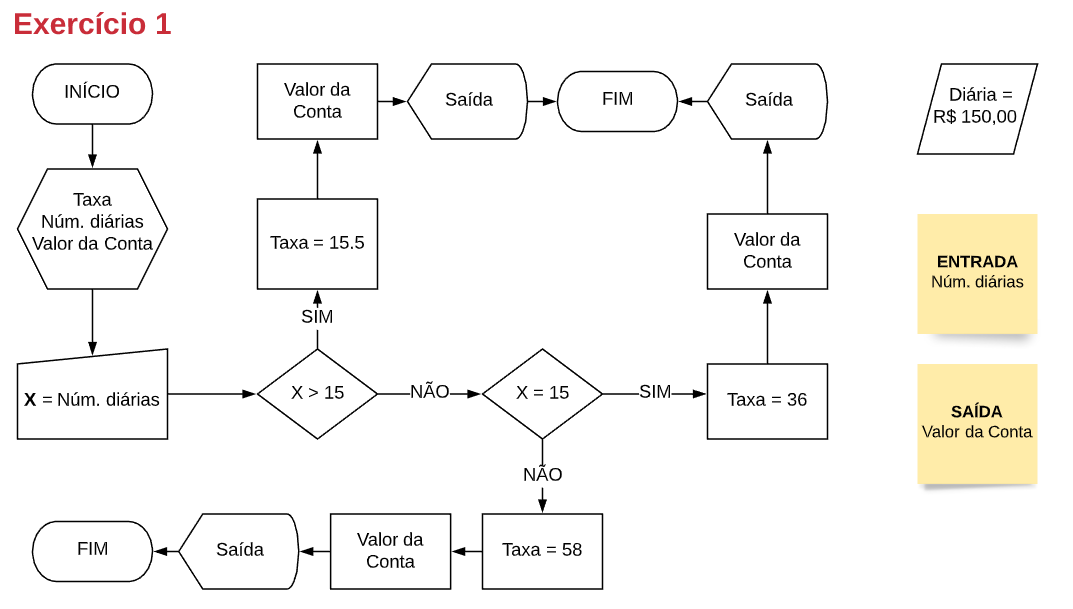 Exercício 1
INÍCIO
Taxa
Núm. diárias
Valor da Conta
X = Núm. diárias
X > 15
SIM
Taxa = 15.5
Valor da
Conta
Saída
FIM
NÃO
X = 15
SIM
Taxa = 36
Valor da
Conta
Saída
NÃO
Taxa = 58
Valor da
Conta
Saída
FIM
Diária =
R$ 150,00
ENTRADA
Núm. diárias
SAÍDA
Valor da Conta